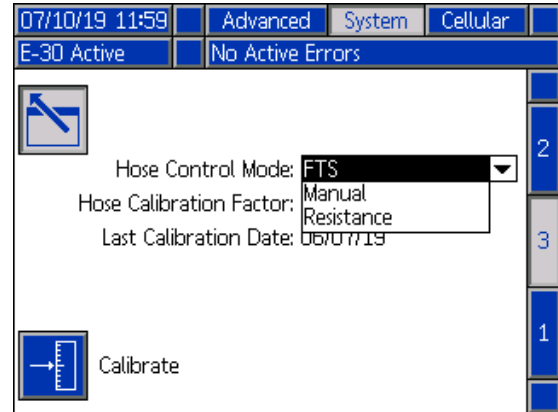 07/10/19 11:59 Advanced System Cellular
E-30 Active No Active Errors
2
Hose Control Mode: FTS
Manual
Hose Calibration Factor:
Resistance
Last Calibration Date: 06/07/19
3
1
Calibrate